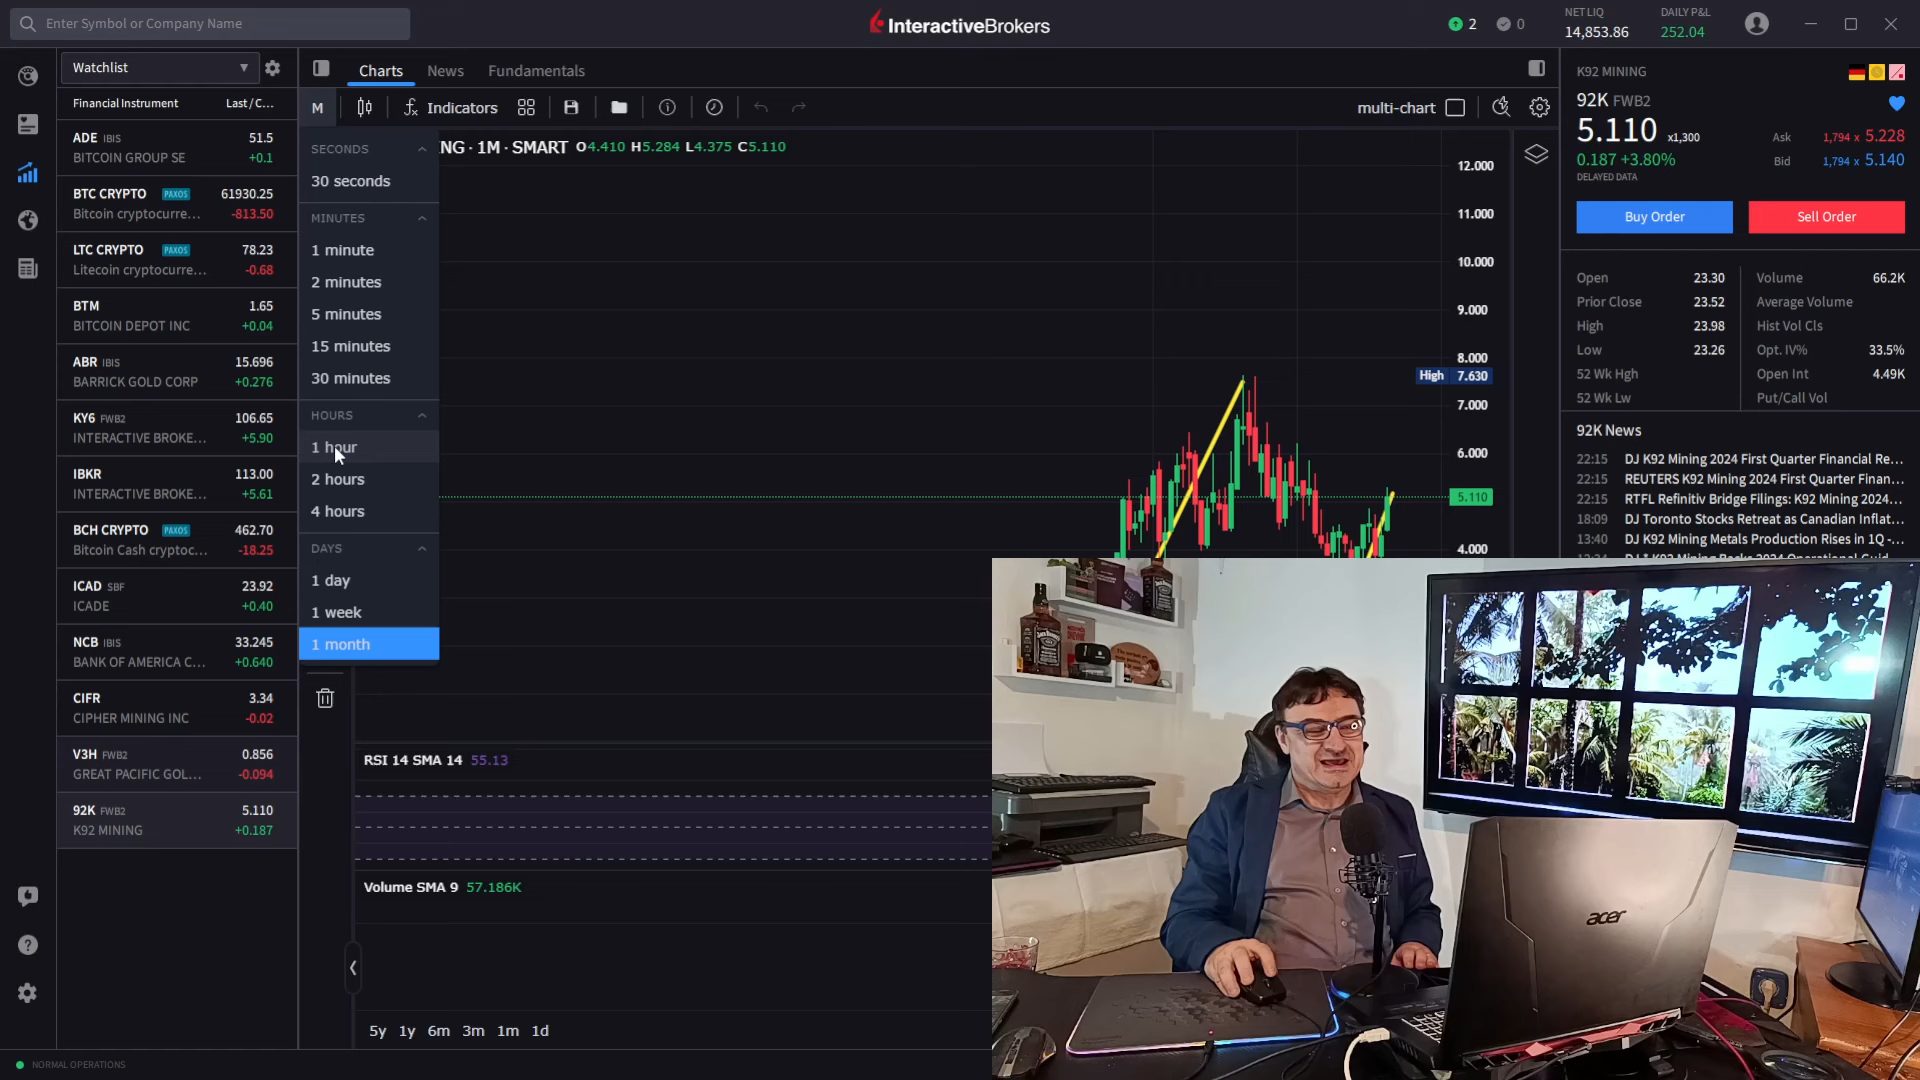 Enter Symbol or Company Name
InteractiveBrokers
2
0
NET LIQ
14,853.86
DAILY P&L
252.04
Watchlist
Financial Instrument Last / C...
ADE IBIS 51.5
BITCOIN GROUP SE +0.1
BTC CRYPTO PAXOS 61930.25
Bitcoin cryptocurre... -813.50
LTC CRYPTO PAXOS 78.23
Litecoin cryptocurre... -0.68
BTM 1.65
BITCOIN DEPOT INC +0.04
ABR IBIS 15.696
BARRICK GOLD CORP +0.276
KY6 FWB2 106.65
INTERACTIVE BROKE... +5.90
IBKR 113.00
INTERACTIVE BROKE... +5.61
BCH CRYPTO PAXOS 462.70
Bitcoin Cash cryptoc... -18.25
ICAD SBF 23.92
ICADE +0.40
NCB IBIS 33.245
BANK OF AMERICA C... +0.640
CIFR 3.34
CIPHER MINING INC -0.02
V3H FWB2 0.856
GREAT PACIFIC GOL... -0.094
92K FWB2 5.110
K92 MINING +0.187
NORMAL OPERATIONS
Charts News Fundamentals
M Indicators multi-chart
SECONDS
30 seconds
MINUTES
1 minute
2 minutes
5 minutes
15 minutes
30 minutes
HOURS
1 hour
2 hours
4 hours
DAYS
1 day
1 week
1 month
NG · 1M · SMART O4.410 H5.284 L4.375 C5.110
12.000
11.000
10.000
9.000
8.000
High 7.630
7.000
6.000
5.110
4.000
RSI 14 SMA 14 55.13
Volume SMA 9 57.186K
5y 1y 6m 3m 1m 1d
K92 MINING
92K FWB2
5.110 x1,300
0.187 +3.80%
DELAYED DATA
Ask 1,794 x 5.228
Bid 1,794 x 5.140
Buy Order
Sell Order
Open 23.30
Prior Close 23.52
High 23.98
Low 23.26
52 Wk Hgh
52 Wk Lw
Volume 66.2K
Average Volume
Hist Vol Cls
Opt. IV% 33.5%
Open Int 4.49K
Put/Call Vol
92K News
22:15 DJ K92 Mining 2024 First Quarter Financial Re...
22:15 REUTERS K92 Mining 2024 First Quarter Finan...
22:15 RTFL Refinitiv Bridge Filings: K92 Mining 2024...
18:09 DJ Toronto Stocks Retreat as Canadian Inflat...
13:40 DJ K92 Mining Metals Production Rises in 1Q -...
acer